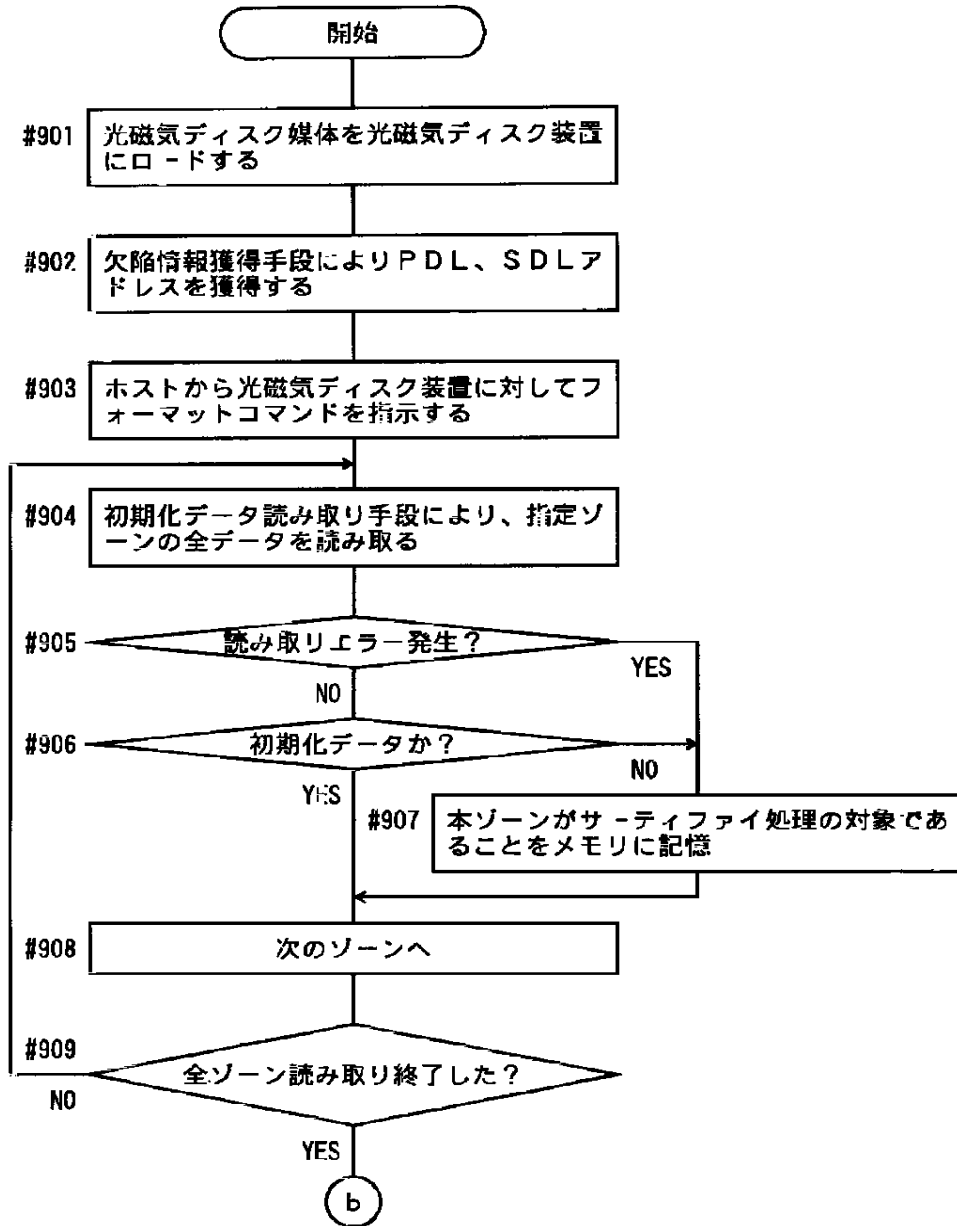 開始
#901
光磁気ディスク媒体を光磁気ディスク装置
にロードする
#902
欠陥情報獲得手段によりPDL、SDLア
ドレスを獲得する
#903
ホストから光磁気ディスク装置に対してフ
ォーマットコマンドを指示する
#904
初期化データ読み取り手段により、指定ゾ
ーンの全データを読み取る
#905
読み取りエラー発生？
YES
NO
#906
初期化データか？
NO
YES
#907
本ゾーンがサーティファイ処理の対象であ
ることをメモリに記憶
#908
次のゾーンへ
#909
全ゾーン読み取り終了した？
NO
YES
b